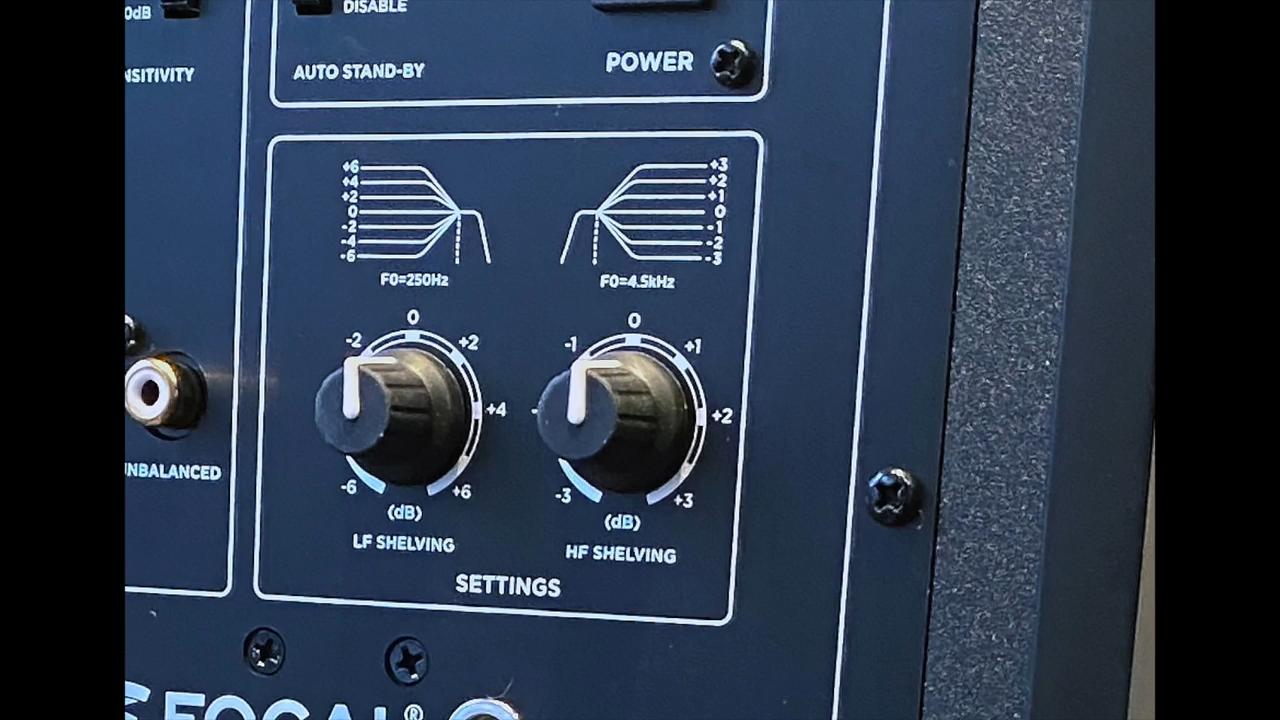 0dB
DISABLE
NSITIVITY
AUTO STAND-BY
POWER
+6
+4
+2
0
-2
-4
-6
F0=250Hz
+3
+2
+1
0
-1
-2
-3
F0=4.5kHz
0
-2
+2
+4
-6
+6
(dB)
LF SHELVING
0
-1
+1
+2
-3
+3
(dB)
HF SHELVING
SETTINGS
NBALANCED
FOCAL®